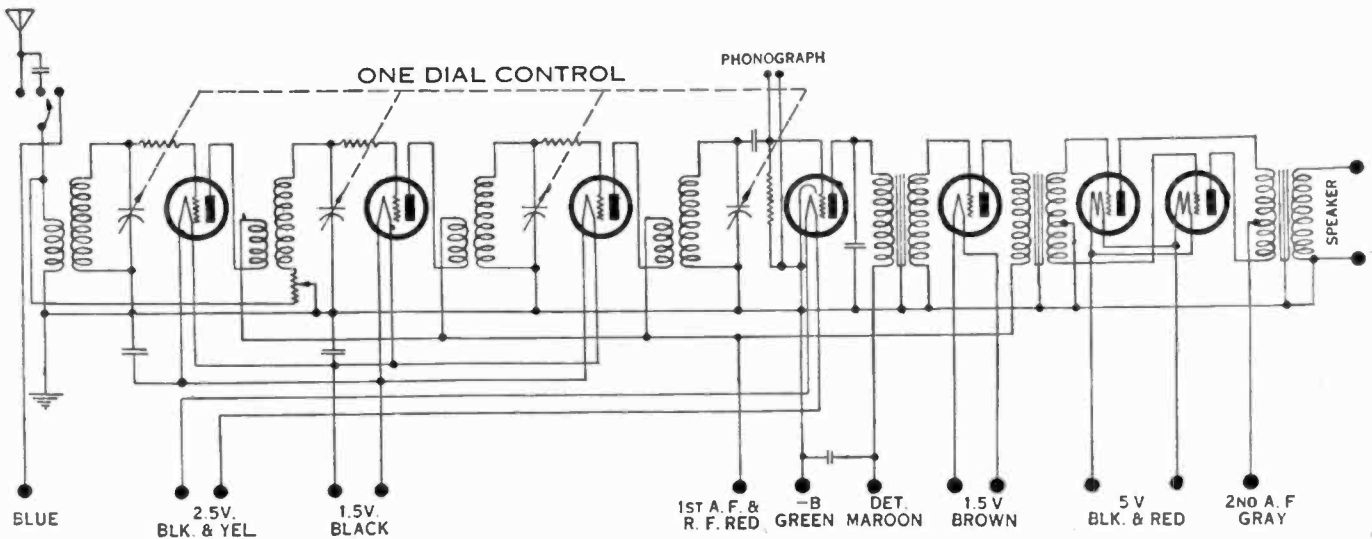 PHONOGRAPH
ONE DIAL CONTROL
SPEAKER
BLUE
2.5V.
BLK. & YEL
1.5V.
BLACK
1ST A. F. &
R. F. RED
-B
GREEN
DET.
MAROON
1.5 V
BROWN
5 V
BLK. & RED
2ND A. F
GRAY